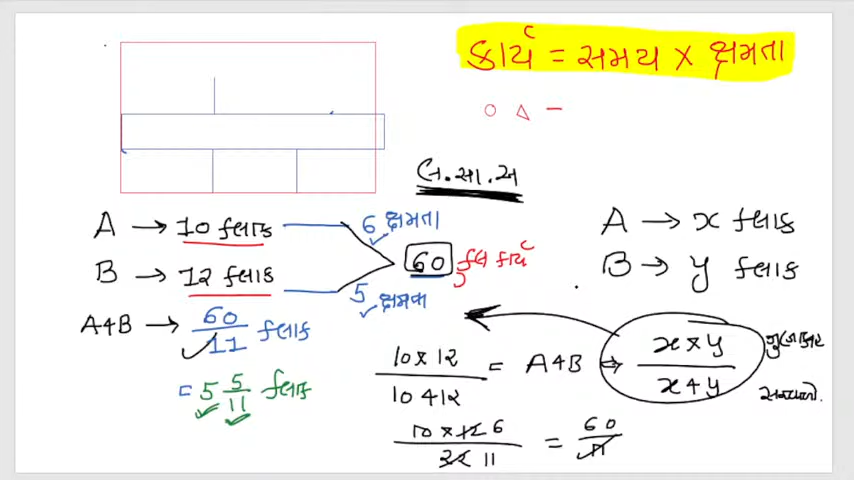 કાર્ય = સમય × ક્ષમતા
લ.સા.અ
A → 10 કલાક
6 ક્ષમતા
60 કુલ કાર્ય
B → 12 કલાક
5 ક્ષમતા
A+B → 60/11 કલાક
= 5 5/11 કલાક
A → x કલાક
B → y કલાક
10 × 12 / 10 + 12 = A+B ⇒ x × y / x + y
ગુણાકાર
સરવાળો
10 × 12 6 / 22 11 = 60/11